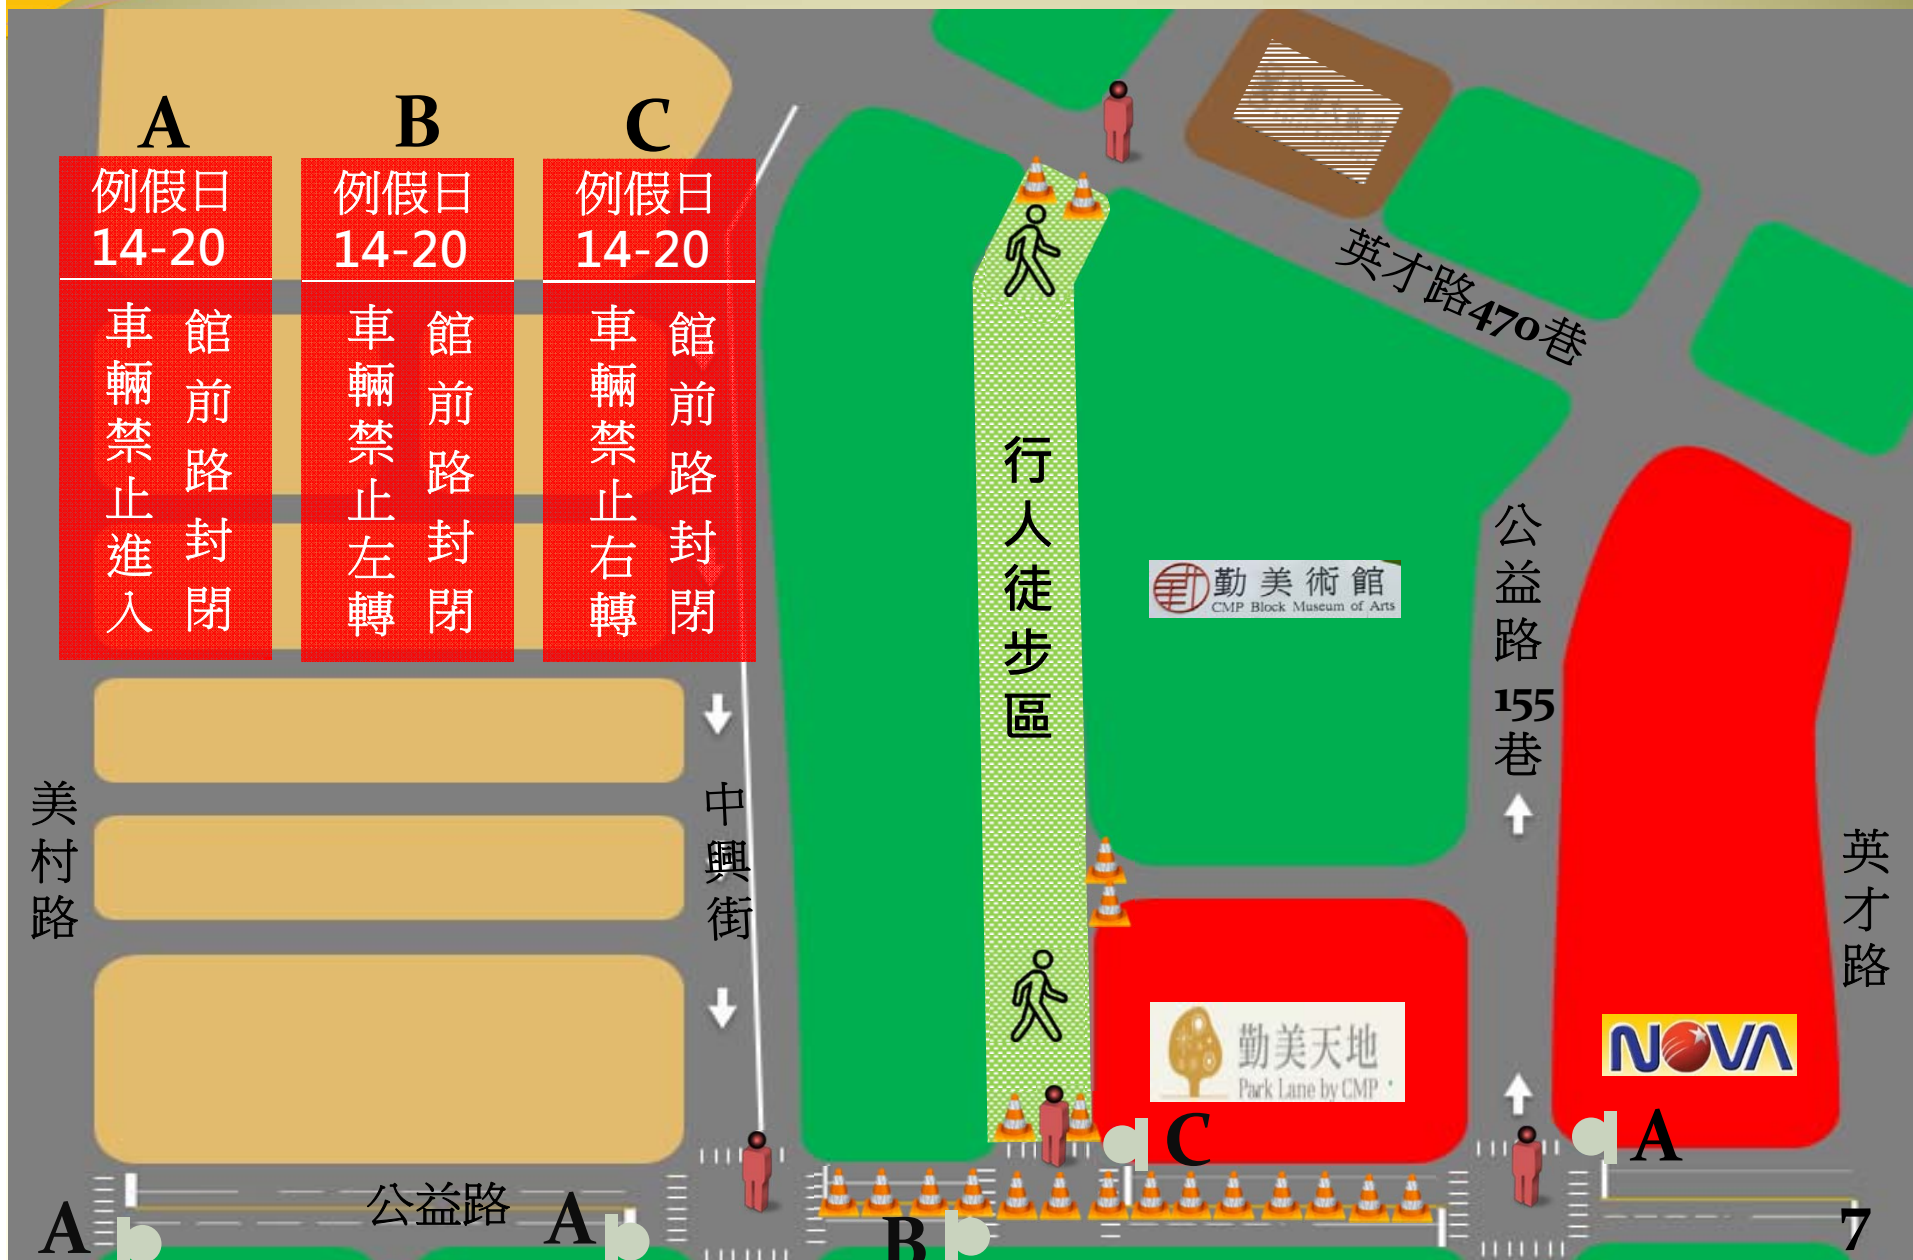 A
B
C
例假日
14-20
館前路封閉
車輛禁止進入
例假日
14-20
館前路封閉
車輛禁止左轉
例假日
14-20
館前路封閉
車輛禁止右轉
英才路470巷
行人徒步區
勤美術館
CMP Block Museum of Arts
公益路155巷
美村路
中興街
英才路
勤美天地
Park Lane by CMP
NOVA
C
A
公益路
A
A
B
7